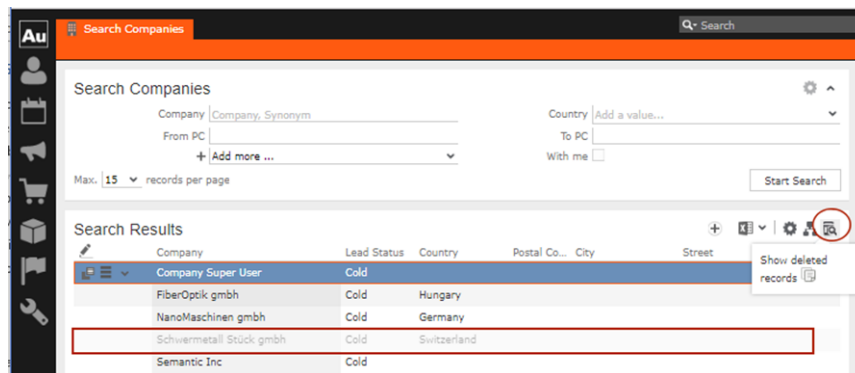 Au
Search Companies
Search
Search Companies
Company Company, Synonym
Country Add a value...
From PC
To PC
Add more ...
With me
Max. 15 records per page
Start Search
Search Results
Company Lead Status Country Postal Co... City Street
Show deleted
records
Company Super User Cold
FiberOptik gmbh Cold Hungary
NanoMaschinen gmbh Cold Germany
Schwermetall Stück gmbh Cold Switzerland
Semantic Inc Cold